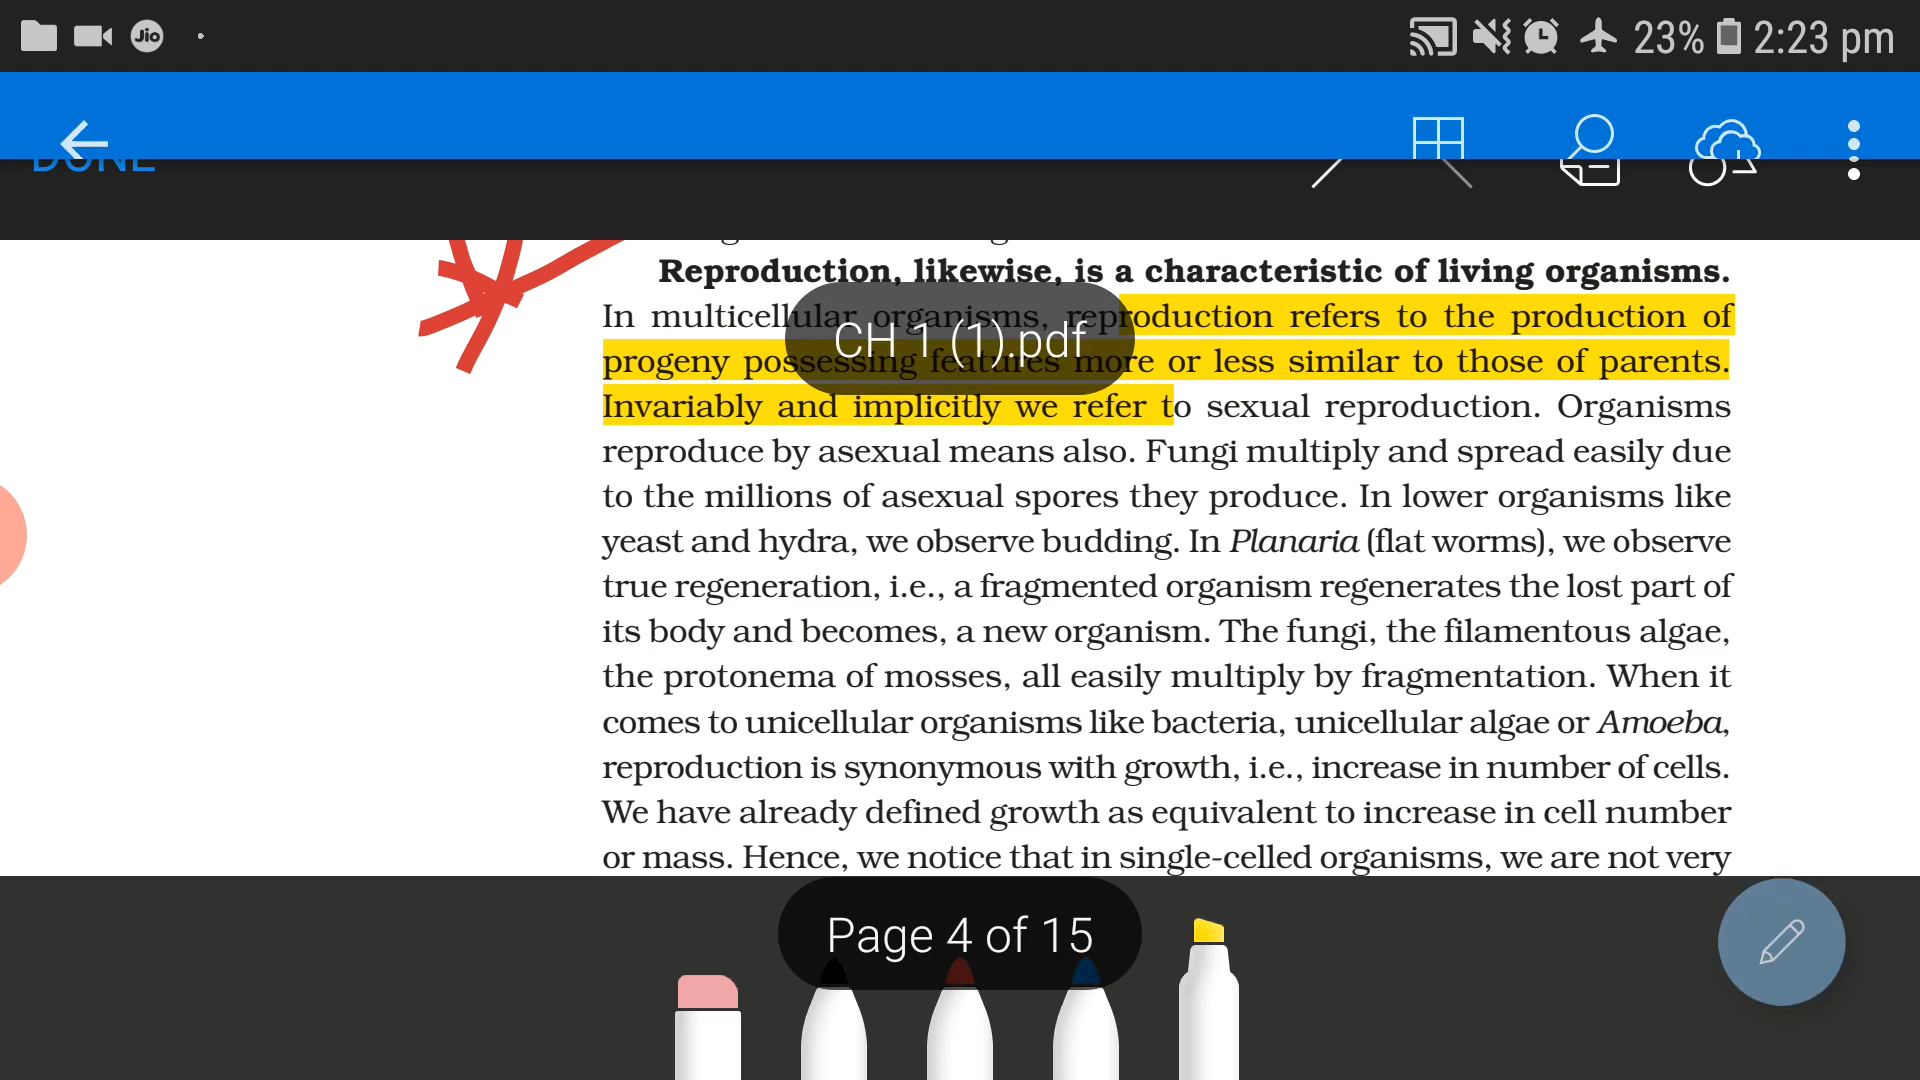 Jio
23% 2:23 pm
DONE
Reproduction, likewise, is a characteristic of living organisms.
In multicellular organisms, reproduction refers to the production of
CH 1 (1).pdf
progeny possessing features more or less similar to those of parents.
Invariably and implicitly we refer to sexual reproduction. Organisms
reproduce by asexual means also. Fungi multiply and spread easily due
to the millions of asexual spores they produce. In lower organisms like
yeast and hydra, we observe budding. In Planaria (flat worms), we observe
true regeneration, i.e., a fragmented organism regenerates the lost part of
its body and becomes, a new organism. The fungi, the filamentous algae,
the protonema of mosses, all easily multiply by fragmentation. When it
comes to unicellular organisms like bacteria, unicellular algae or Amoeba,
reproduction is synonymous with growth, i.e., increase in number of cells.
We have already defined growth as equivalent to increase in cell number
or mass. Hence, we notice that in single-celled organisms, we are not very
Page 4 of 15